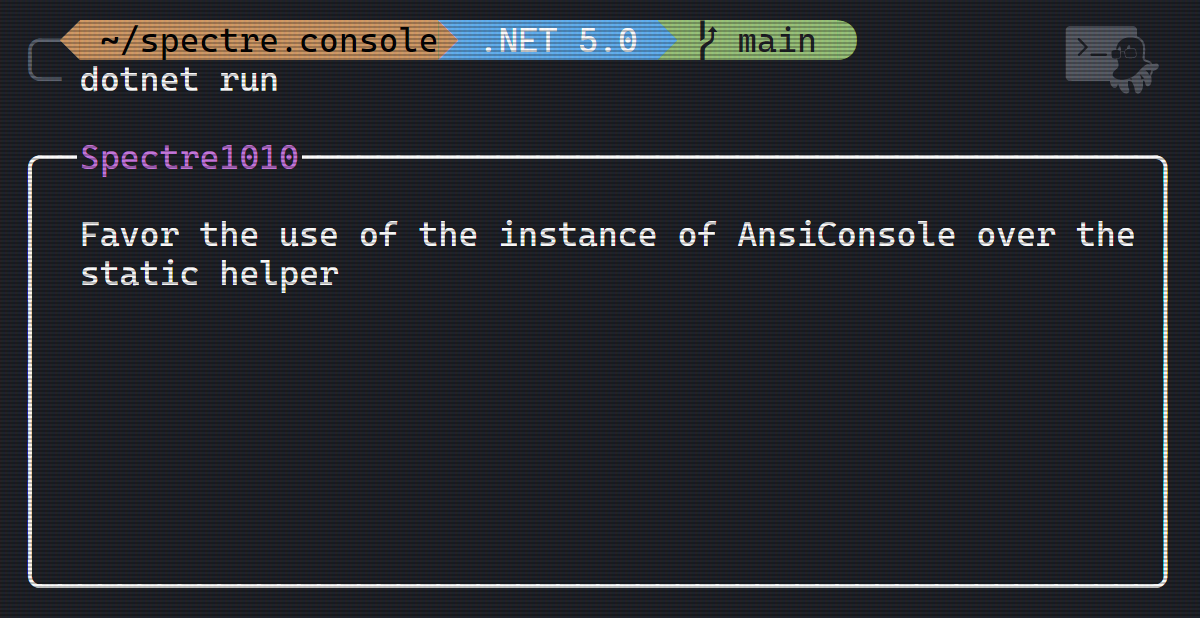 ~/spectre.console .NET 5.0 main
dotnet run
Spectre1010
Favor the use of the instance of AnsiConsole over the
static helper